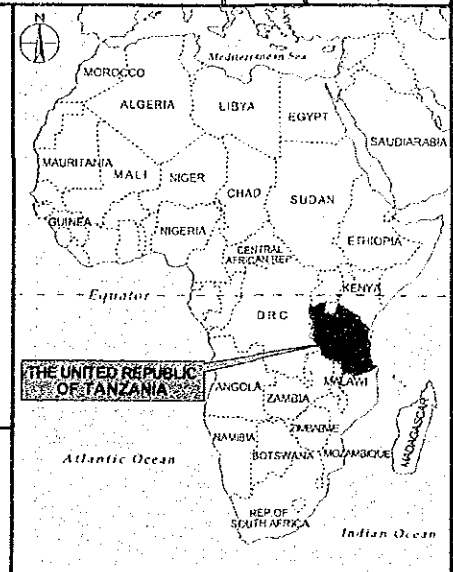 N
Mediterranean Sea
MOROCCO
ALGERIA
LIBYA
EGYPT
SAUDIARABIA
MAURITANIA
MALI
NIGER
CHAD
SUDAN
GUINEA
NIGERIA
ETHIOPIA
CENTRAL
AFRICAN REP.
Equator
KENYA
DRC
THE UNITED REPUBLIC
OF TANZANIA
ANGOLA
MALAWI
ZAMBIA
ZIMBABWE
MOZAMBIQUE
MADAGASCAR
NAMIBIA
BOTSWANA
Atlantic Ocean
REP. OF
SOUTH AFRICA
Indian Ocean